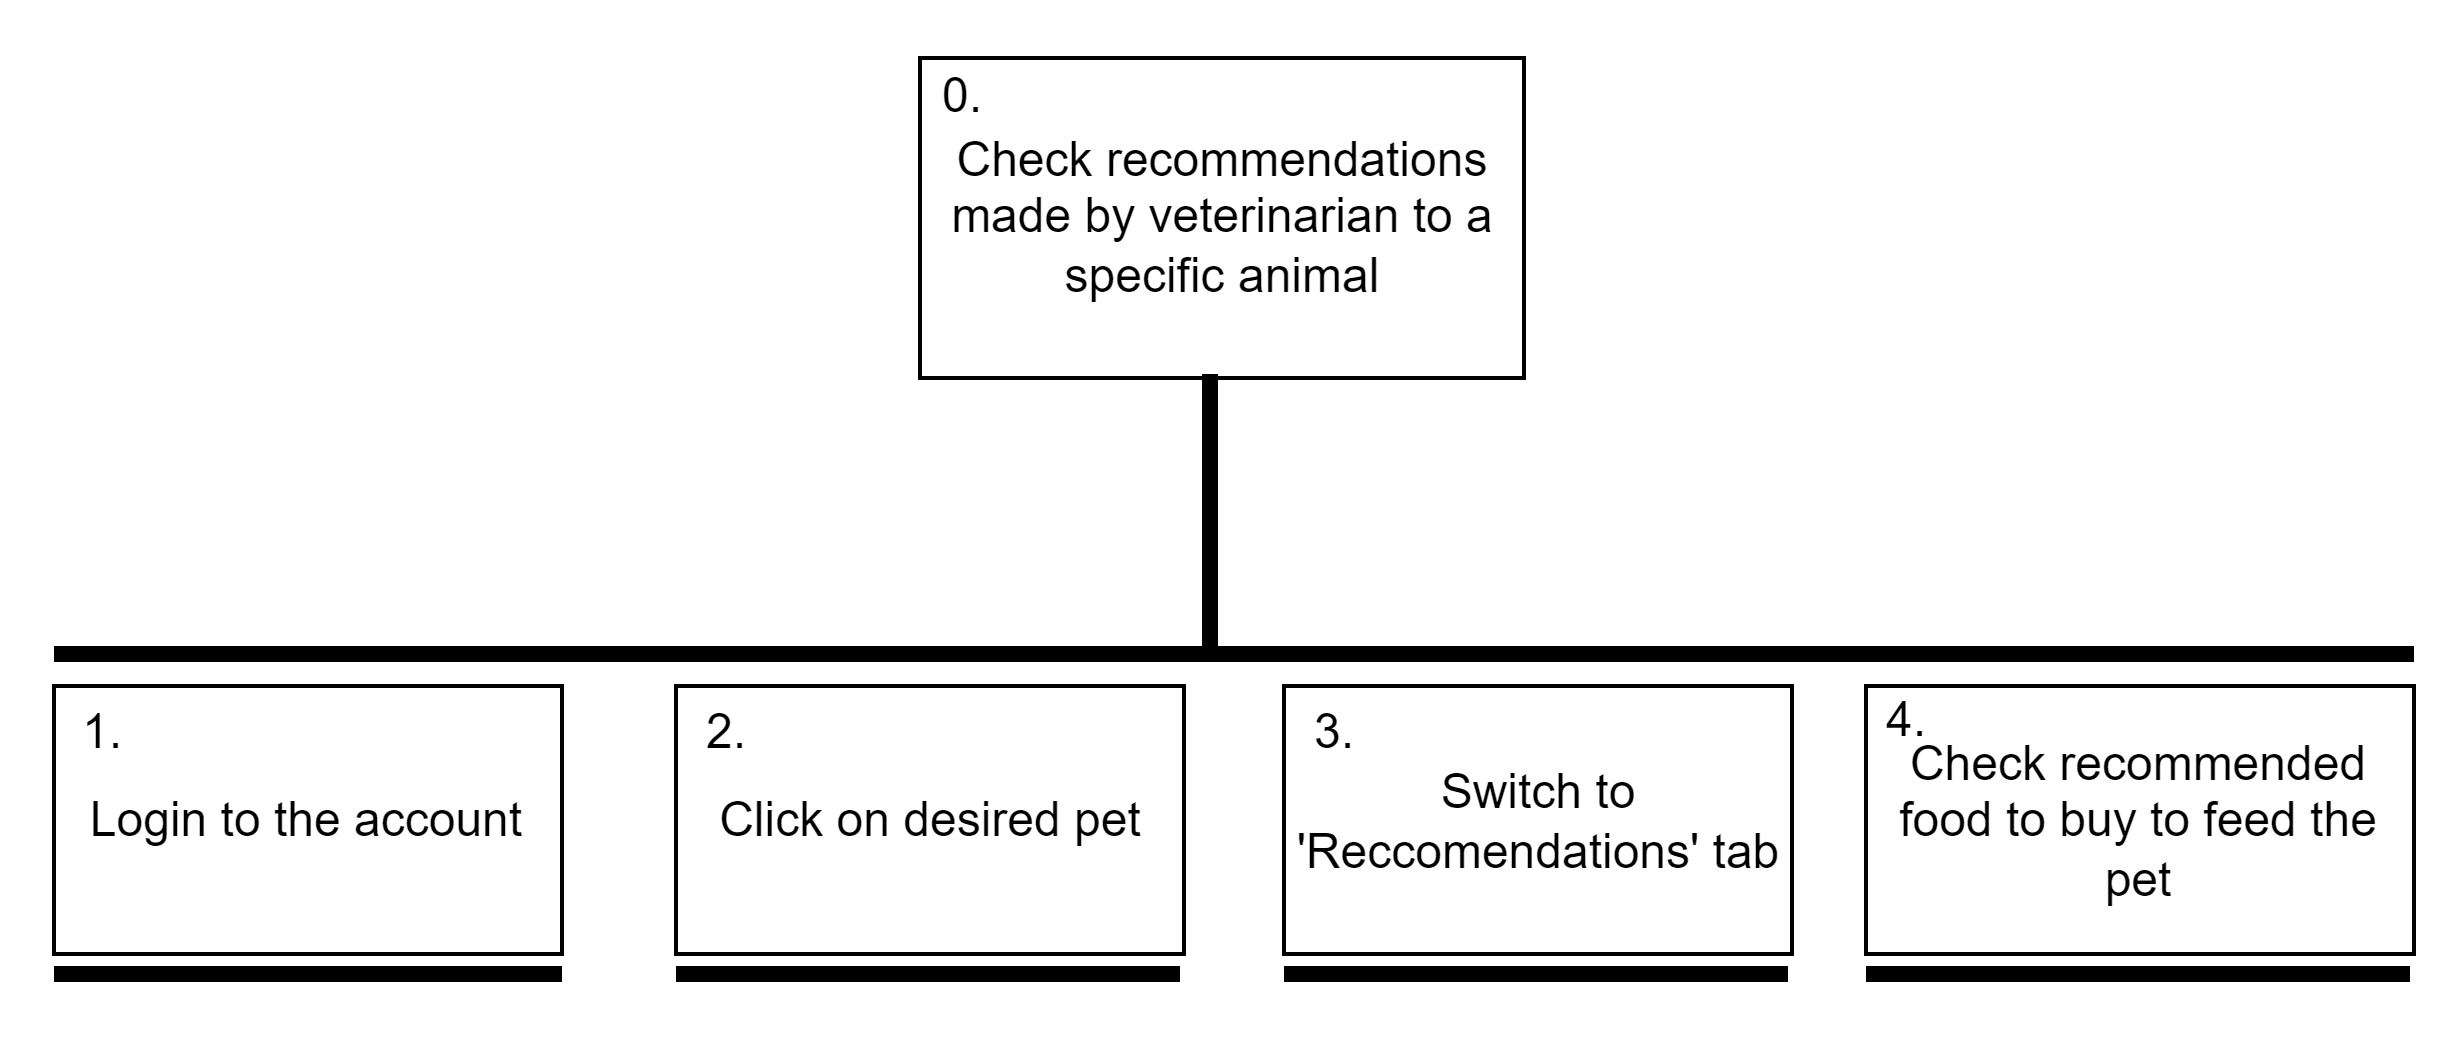 0.
Check recommendations
made by veterinarian to a
specific animal
1.
Login to the account
2.
Click on desired pet
3.
Switch to
'Reccomendations' tab
4.
Check recommended
food to buy to feed the
pet